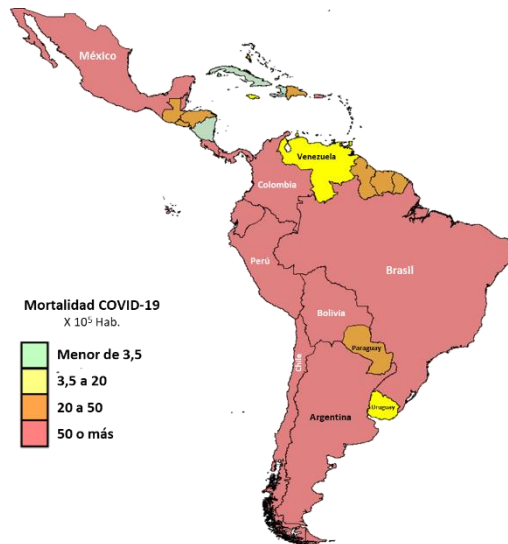 México
Venezuela
Colombia
Perú
Brasil
Bolivia
Paraguay
Chile
Argentina
Uruguay
Mortalidad COVID-19
X 10⁵ Hab.
Menor de 3,5
3,5 a 20
20 a 50
50 o más